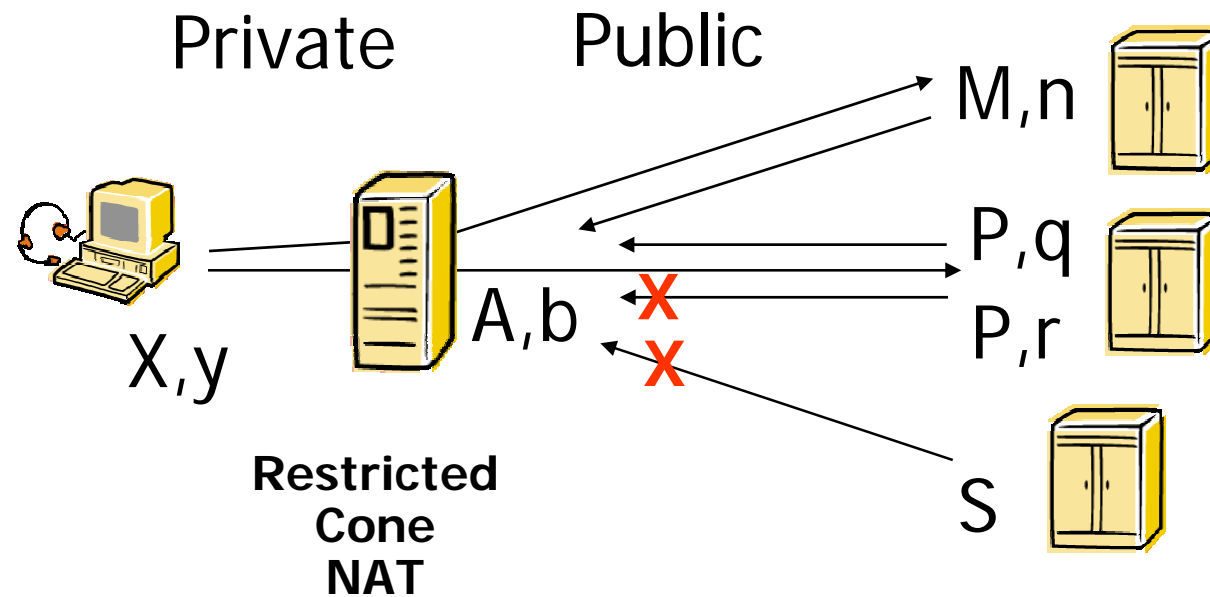 Private
Public
M,n
P,q
X
A,b
P,r
X,y
X
Restricted
Cone
NAT
S